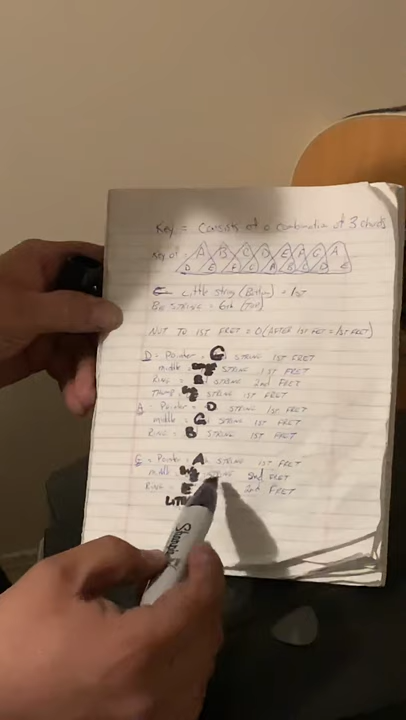 Key = Consists of a combination of 3 chords
Key of A B C D E F G A
D E F G A B C D E
E Little string (Bottom) = 1st
Big E String = 6th (Top)
NUT TO 1ST FRET = 0 (AFTER 1ST FRET = 1ST FRET)
D = Pointer = G STRING 1ST FRET
middle = STRING 1ST FRET
Ring = B STRING 2nd FRET
Thumb = STRING 1ST FRET
A = Pointer = D STRING 1ST FRET
middle = G STRING 1ST FRET
Ring = B STRING 1ST FRET
G = Pointer = A STRING 1ST FRET
middle STRING 2nd FRET
Ring = E 2nd FRET
Sharpie